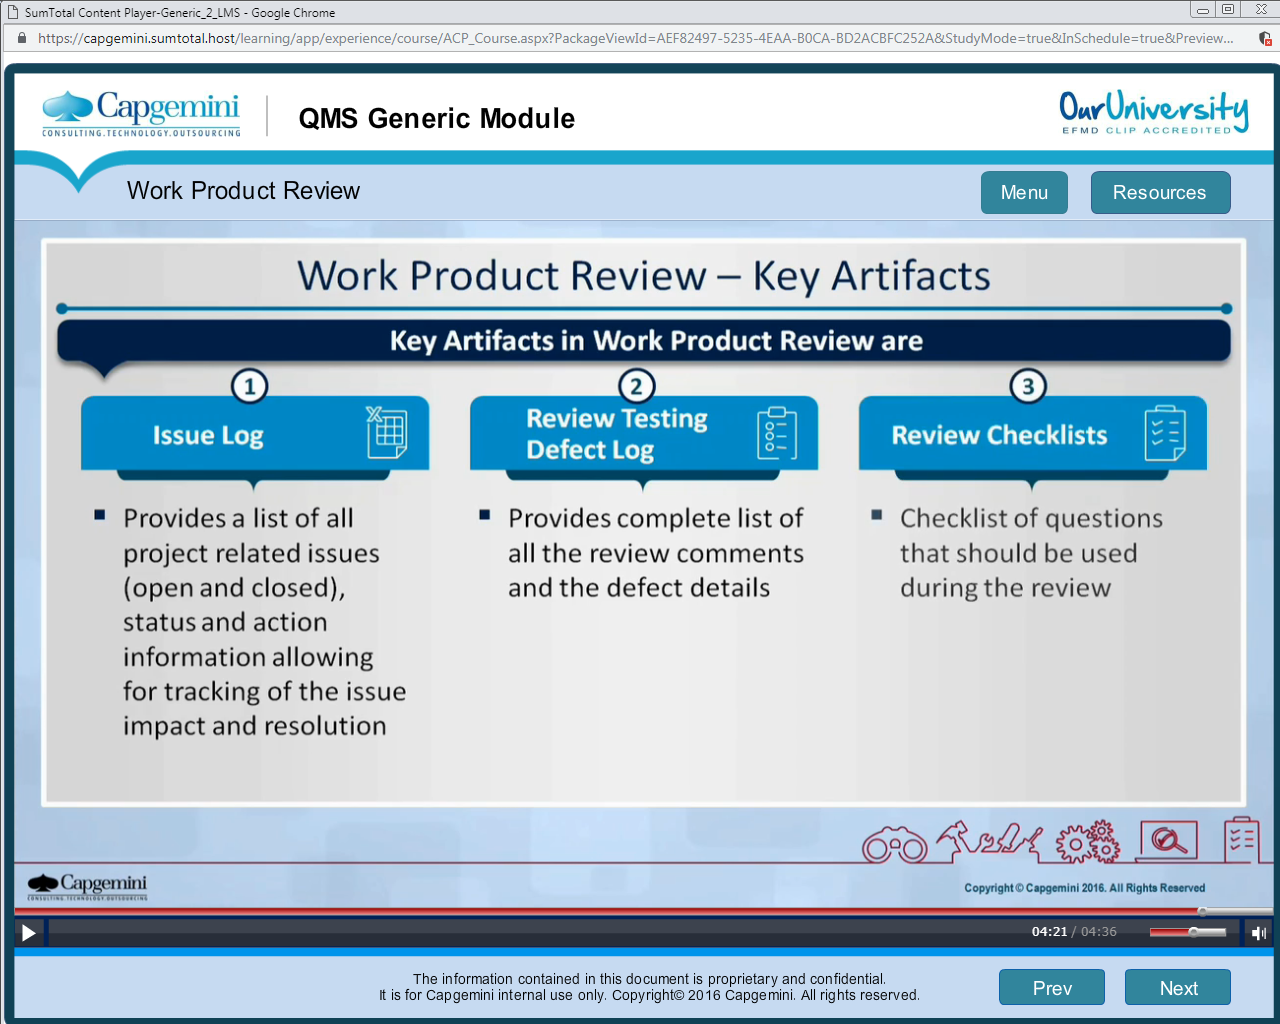 SumTotal Content Player-Generic_2_LMS - Google Chrome
https://capgemini.sumtotal.host/learning/app/experience/course/ACP_Course.aspx?PackageViewId=AEF82497-5235-4EAA-B0CA-BD2ACBFC252A&StudyMode=true&InSchedule=true&Preview...
Capgemini
CONSULTING.TECHNOLOGY.OUTSOURCING
QMS Generic Module
OurUniversity
EFMD CLIP ACCREDITED
Work Product Review
Menu
Resources
Work Product Review – Key Artifacts
Key Artifacts in Work Product Review are
1
Issue Log
Provides a list of all
project related issues
(open and closed),
status and action
information allowing
for tracking of the issue
impact and resolution
2
Review Testing
Defect Log
Provides complete list of
all the review comments
and the defect details
3
Review Checklists
Checklist of questions
that should be used
during the review
Capgemini
CONSULTING.TECHNOLOGY.OUTSOURCING
Copyright © Capgemini 2016. All Rights Reserved
04:21 / 04:36
The information contained in this document is proprietary and confidential.
It is for Capgemini internal use only. Copyright© 2016 Capgemini. All rights reserved.
Prev
Next